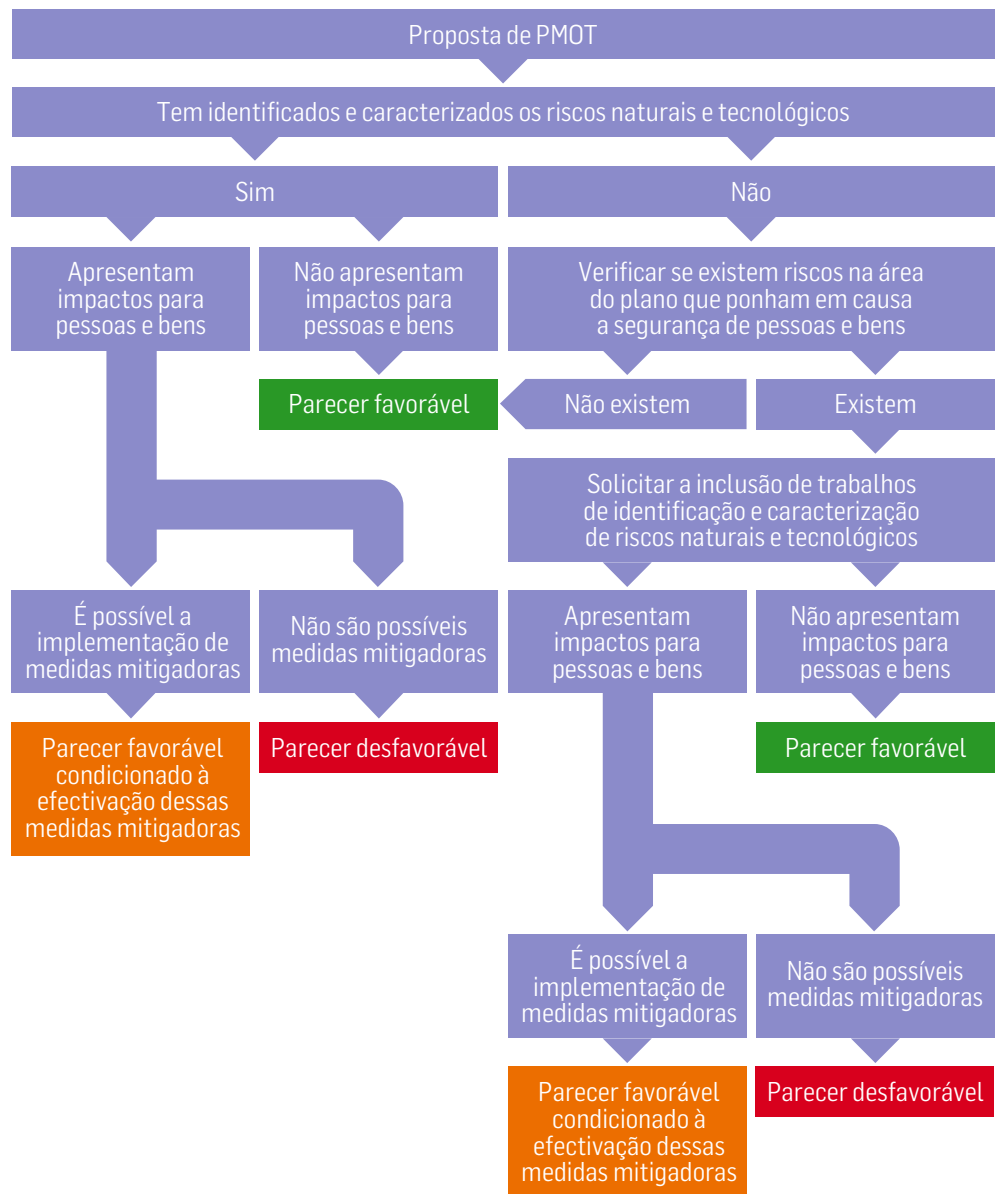 Proposta de PMOT
Tem identificados e caracterizados os riscos naturais e tecnológicos
Sim
Não
Apresentam
impactos para
pessoas e bens
Não apresentam
impactos para
pessoas e bens
Verificar se existem riscos na área
do plano que ponham em causa
a segurança de pessoas e bens
Parecer favorável
Não existem
Existem
Solicitar a inclusão de trabalhos
de identificação e caracterização
de riscos naturais e tecnológicos
É possível a
implementação de
medidas mitigadoras
Não são possíveis
medidas mitigadoras
Apresentam
impactos para
pessoas e bens
Não apresentam
impactos para
pessoas e bens
Parecer favorável
condicionado à
efectivação dessas
medidas mitigadoras
Parecer desfavorável
Parecer favorável
É possível a
implementação de
medidas mitigadoras
Não são possíveis
medidas mitigadoras
Parecer favorável
condicionado à
efectivação dessas
medidas mitigadoras
Parecer desfavorável